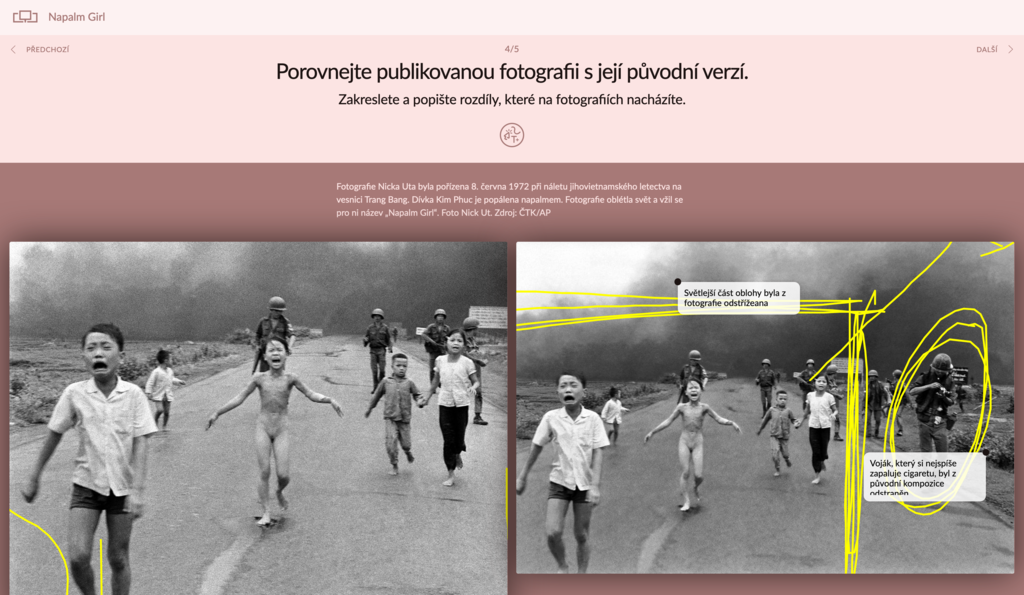 Napalm Girl
PŘEDCHOZÍ
4/5
DALŠÍ
Porovnejte publikovanou fotografii s její původní verzí.
Zakreslete a popište rozdíly, které na fotografiích nacházíte.
Fotografie Nicka Uta byla pořízena 8. června 1972 při náletu jihovietnamského letectva na
vesnici Trang Bang. Dívka Kim Phuc je popálena napalmem. Fotografie oblétla svět a vžil se
pro ni název „Napalm Girl". Foto Nick Ut. Zdroj: ČTK/AP
Světlejší část oblohy byla z
fotografie odstřížeana
Voják, který si nejspíše
zapaluje cigaretu, byl z
původní kompozice
odstraněn